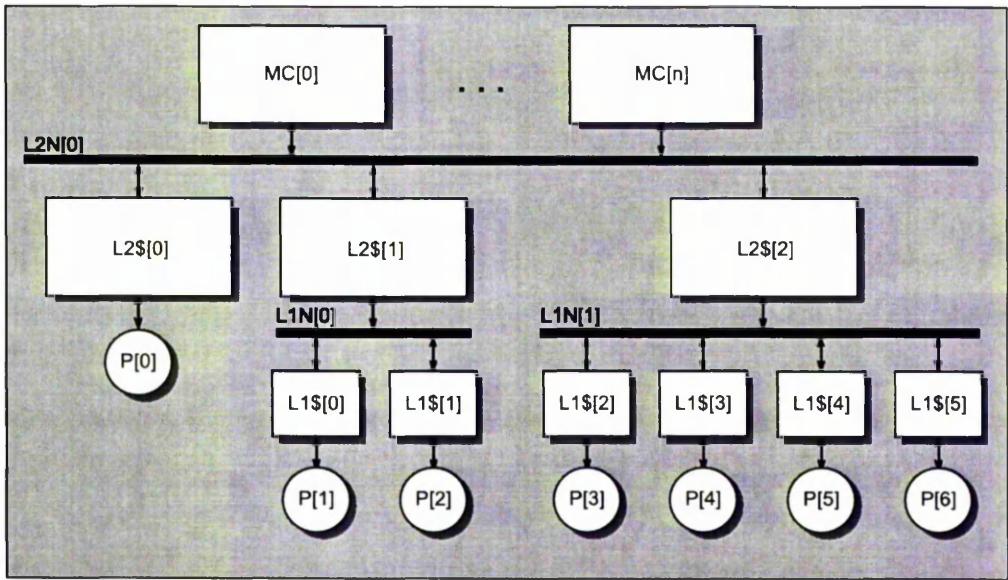 MC[0]
. . .
MC[n]
L2N[0]
L2$[0]
L2$[1]
L2$[2]
L1N[0]
L1N[1]
P[0]
L1$[0]
L1$[1]
L1$[2]
L1$[3]
L1$[4]
L1$[5]
P[1]
P[2]
P[3]
P[4]
P[5]
P[6]